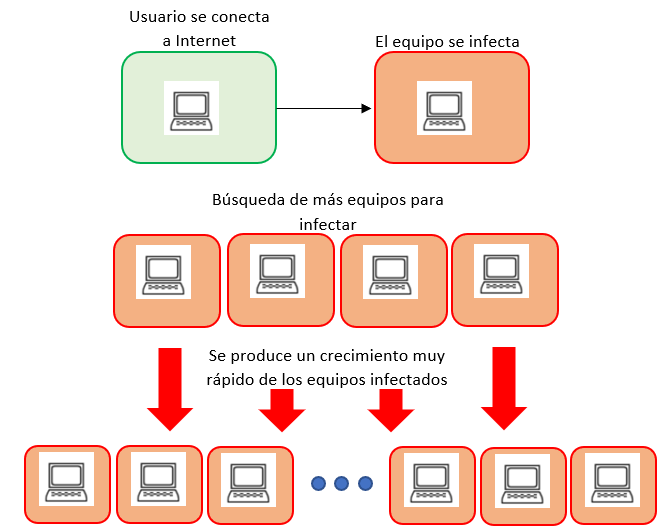 Usuario se conecta
a Internet
El equipo se infecta
Búsqueda de más equipos para
infectar
Se produce un crecimiento muy
rápido de los equipos infectados